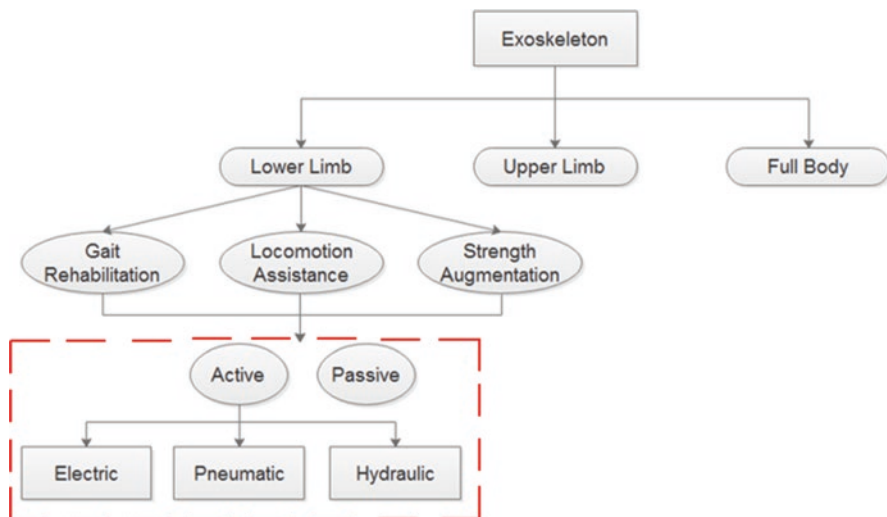 Exoskeleton
Lower Limb
Upper Limb
Full Body
Gait
Rehabilitation
Locomotion
Assistance
Strength
Augmentation
Active
Passive
Electric
Pneumatic
Hydraulic